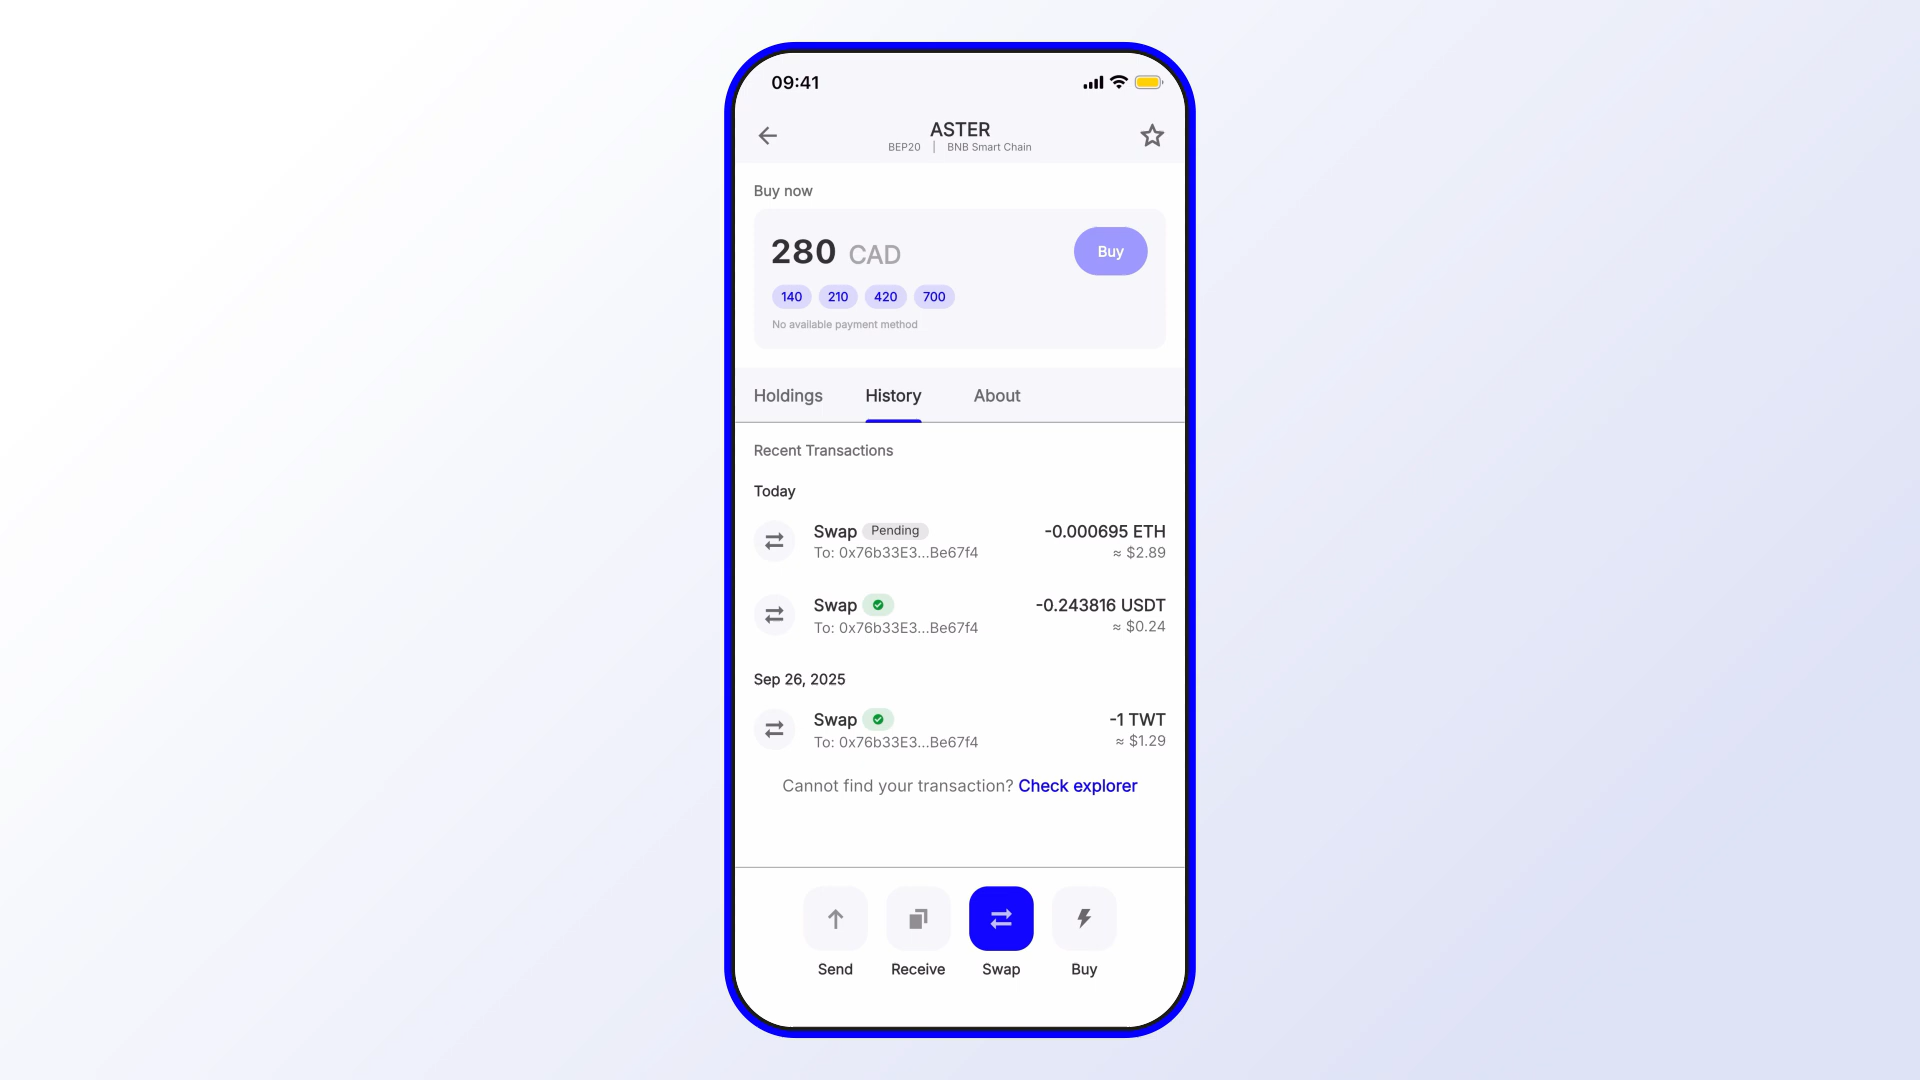 09:41
ASTER
BEP20 | BNB Smart Chain
Buy now
280 CAD
Buy
140 210 420 700
No available payment method
Holdings History About
Recent Transactions
Today
Swap Pending -0.000695 ETH
To: 0x76b33E3...Be67f4 ≈ $2.89
Swap -0.243816 USDT
To: 0x76b33E3...Be67f4 ≈ $0.24
Sep 26, 2025
Swap -1 TWT
To: 0x76b33E3...Be67f4 ≈ $1.29
Cannot find your transaction? Check explorer
Send Receive Swap Buy